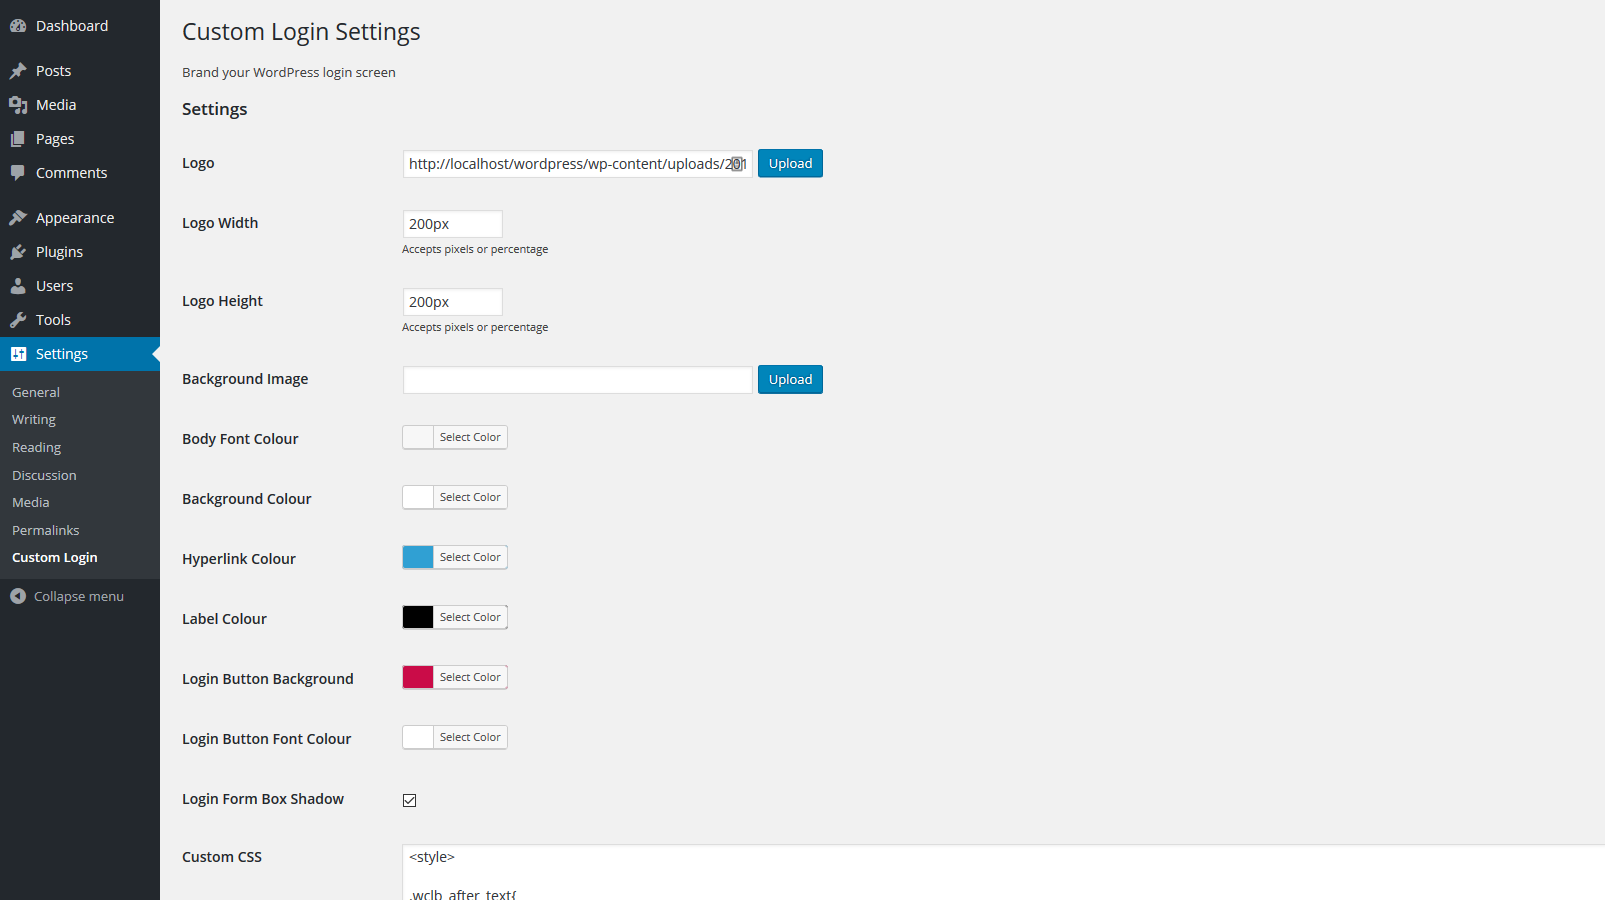 Dashboard
Posts
Media
Pages
Comments
Appearance
Plugins
Users
Tools
Settings
General
Writing
Reading
Discussion
Media
Permalinks
Custom Login
Collapse menu
Custom Login Settings
Brand your WordPress login screen
Settings
Logo
http://localhost/wordpress/wp-content/uploads/201
Upload
Logo Width
200px
Accepts pixels or percentage
Logo Height
200px
Accepts pixels or percentage
Background Image
Upload
Body Font Colour
Select Color
Background Colour
Select Color
Hyperlink Colour
Select Color
Label Colour
Select Color
Login Button Background
Select Color
Login Button Font Colour
Select Color
Login Form Box Shadow
Custom CSS
<style>
.wclb_after_text{